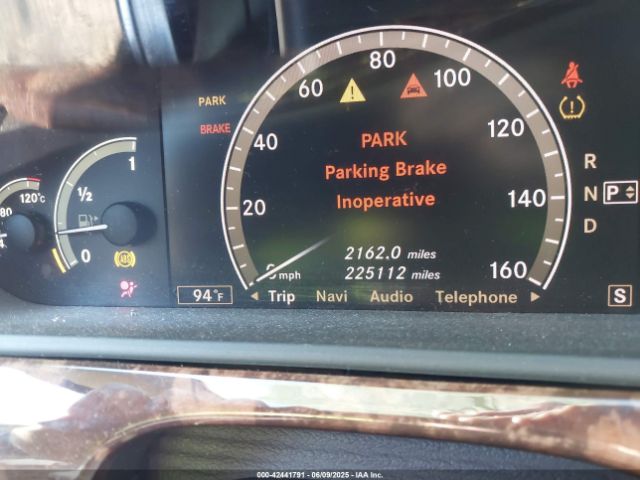 80
60
100
PARK
BRAKE
40
120
PARK
Parking Brake
Inoperative
1
1/2
0
120°C
80
20
140
R
N P
D
2162.0 miles
225112 miles
0 mph
160
ABS
94°F
Trip Navi Audio Telephone
S
000-42441791 - 06/09/2025 - IAA Inc.